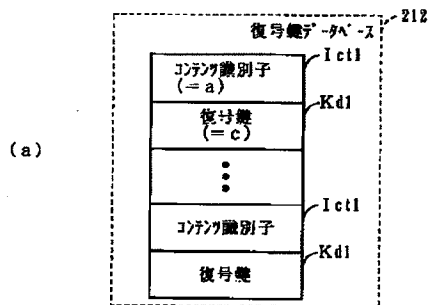 復号鍵データベース
212
Ict1
コンテンツ識別子
(=a)
Kd1
復号鍵
(=c)
(a)
Ict1
コンテンツ識別子
Kd1
復号鍵